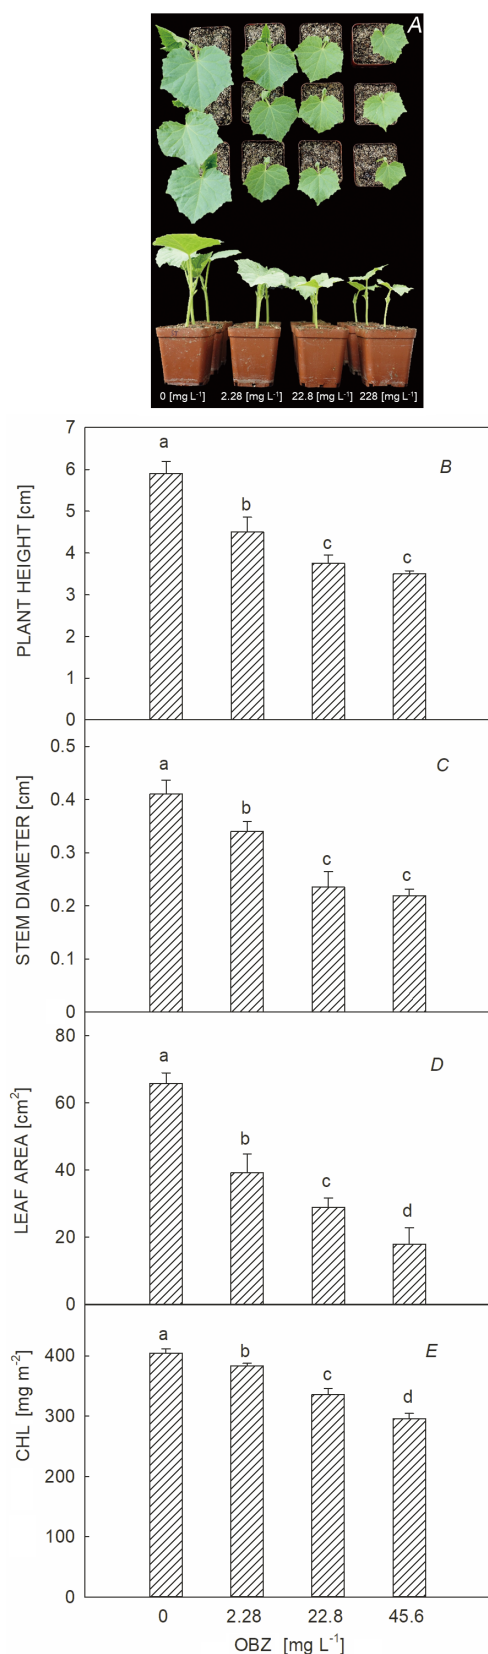 A
0 [mg L⁻¹] 2.28 [mg L⁻¹] 22.8 [mg L⁻¹] 228 [mg L⁻¹]
7
6
5
4
3
2
1
0
PLANT HEIGHT [cm]
a
b
c
c
B
0.5
0.4
0.3
0.2
0.1
0
STEM DIAMETER [cm]
a
b
c
c
C
80
60
40
20
0
LEAF AREA [cm²]
a
b
c
d
D
400
300
200
100
0
CHL [mg m⁻²]
a
b
c
d
E
0 2.28 22.8 45.6
OBZ [mg L⁻¹]